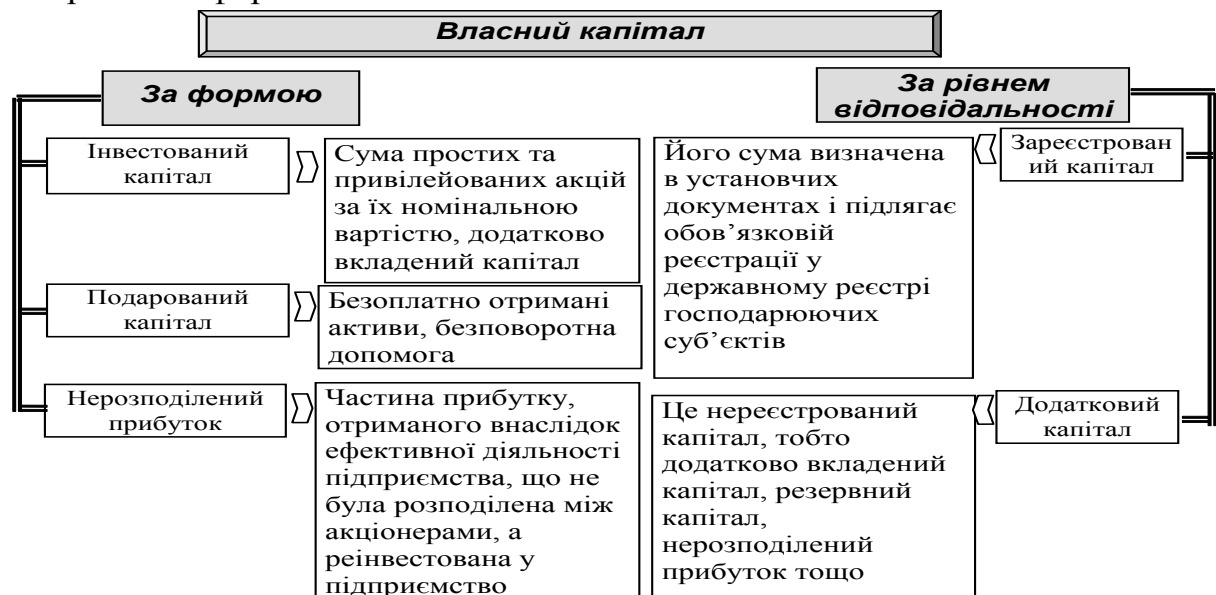 Власний капітал
За формою
За рівнем
відповідальності
Інвестований
капітал
Сума простих та
привілейованих акцій
за їх номінальною
вартістю, додатково
вкладений капітал
Його сума визначена
в установчих
документах і підлягає
обов’язковій
реєстрації у
державному реєстрі
господарюючих
суб’єктів
Зареєстрован
ий капітал
Подарований
капітал
Безоплатно отримані
активи, безповоротна
допомога
Нерозподілений
прибуток
Частина прибутку,
отриманого внаслідок
ефективної діяльності
підприємства, що не
була розподілена між
акціонерами, а
реінвестована у
підприємство
Це нереєстрований
капітал, тобто
додатково вкладений
капітал, резервний
капітал,
нерозподілений
прибуток тощо
Додатковий
капітал